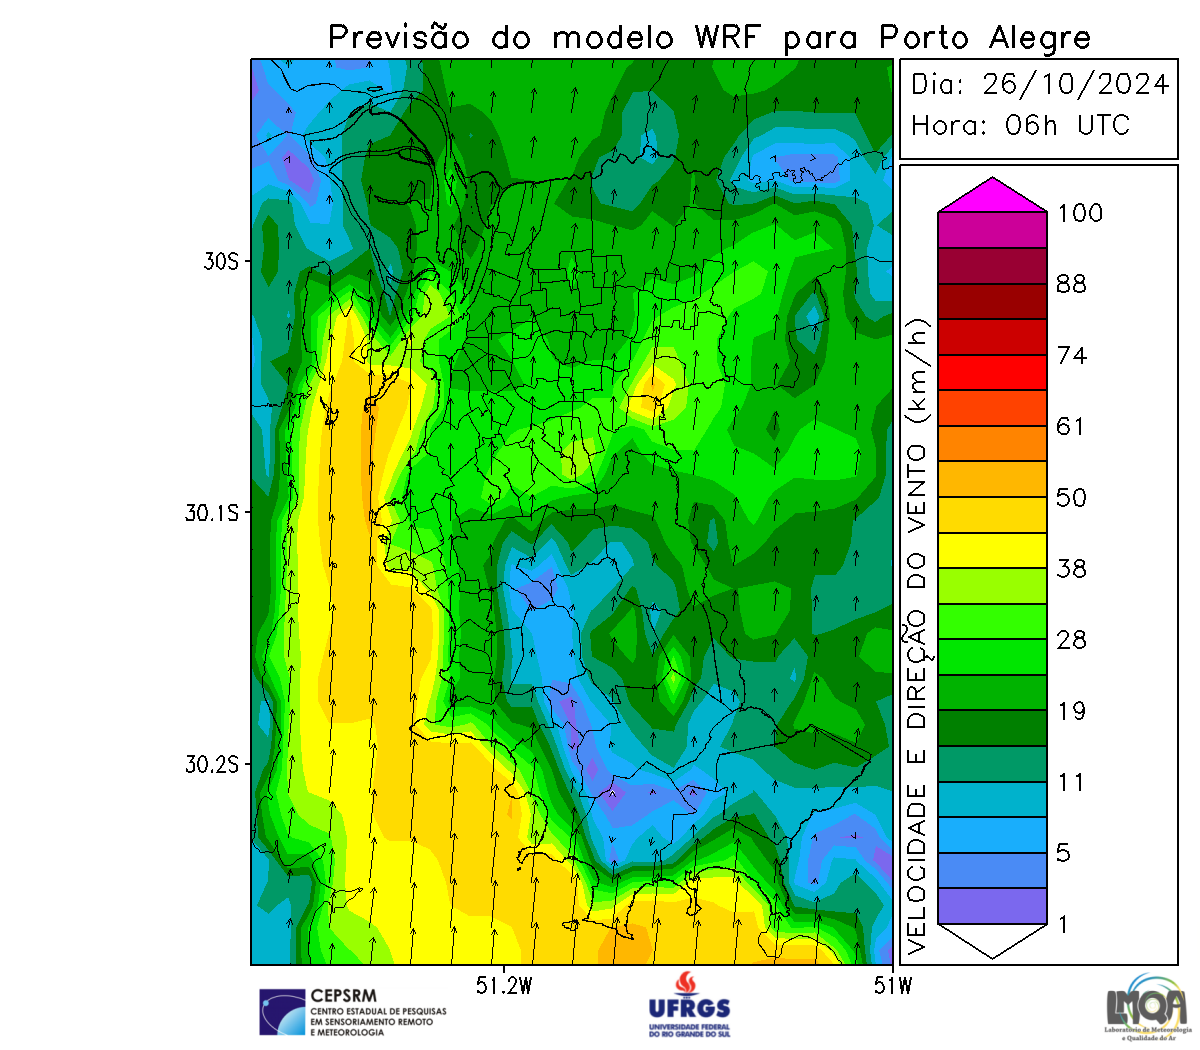 Previsão do modelo WRF para Porto Alegre
Dia: 26/10/2024
Hora: 06h UTC
30S
30.1S
30.2S
51.2W
51W
VELOCIDADE E DIREÇÃO DO VENTO (km/h)
100
88
74
61
50
38
28
19
11
5
1
CEPSRM
CENTRO ESTADUAL DE PESQUISAS
EM SENSORIAMENTO REMOTO
E METEOROLOGIA
UFRGS
UNIVERSIDADE FEDERAL
DO RIO GRANDE DO SUL
LMQA
Laboratório de Meteorologia
e Qualidade do Ar